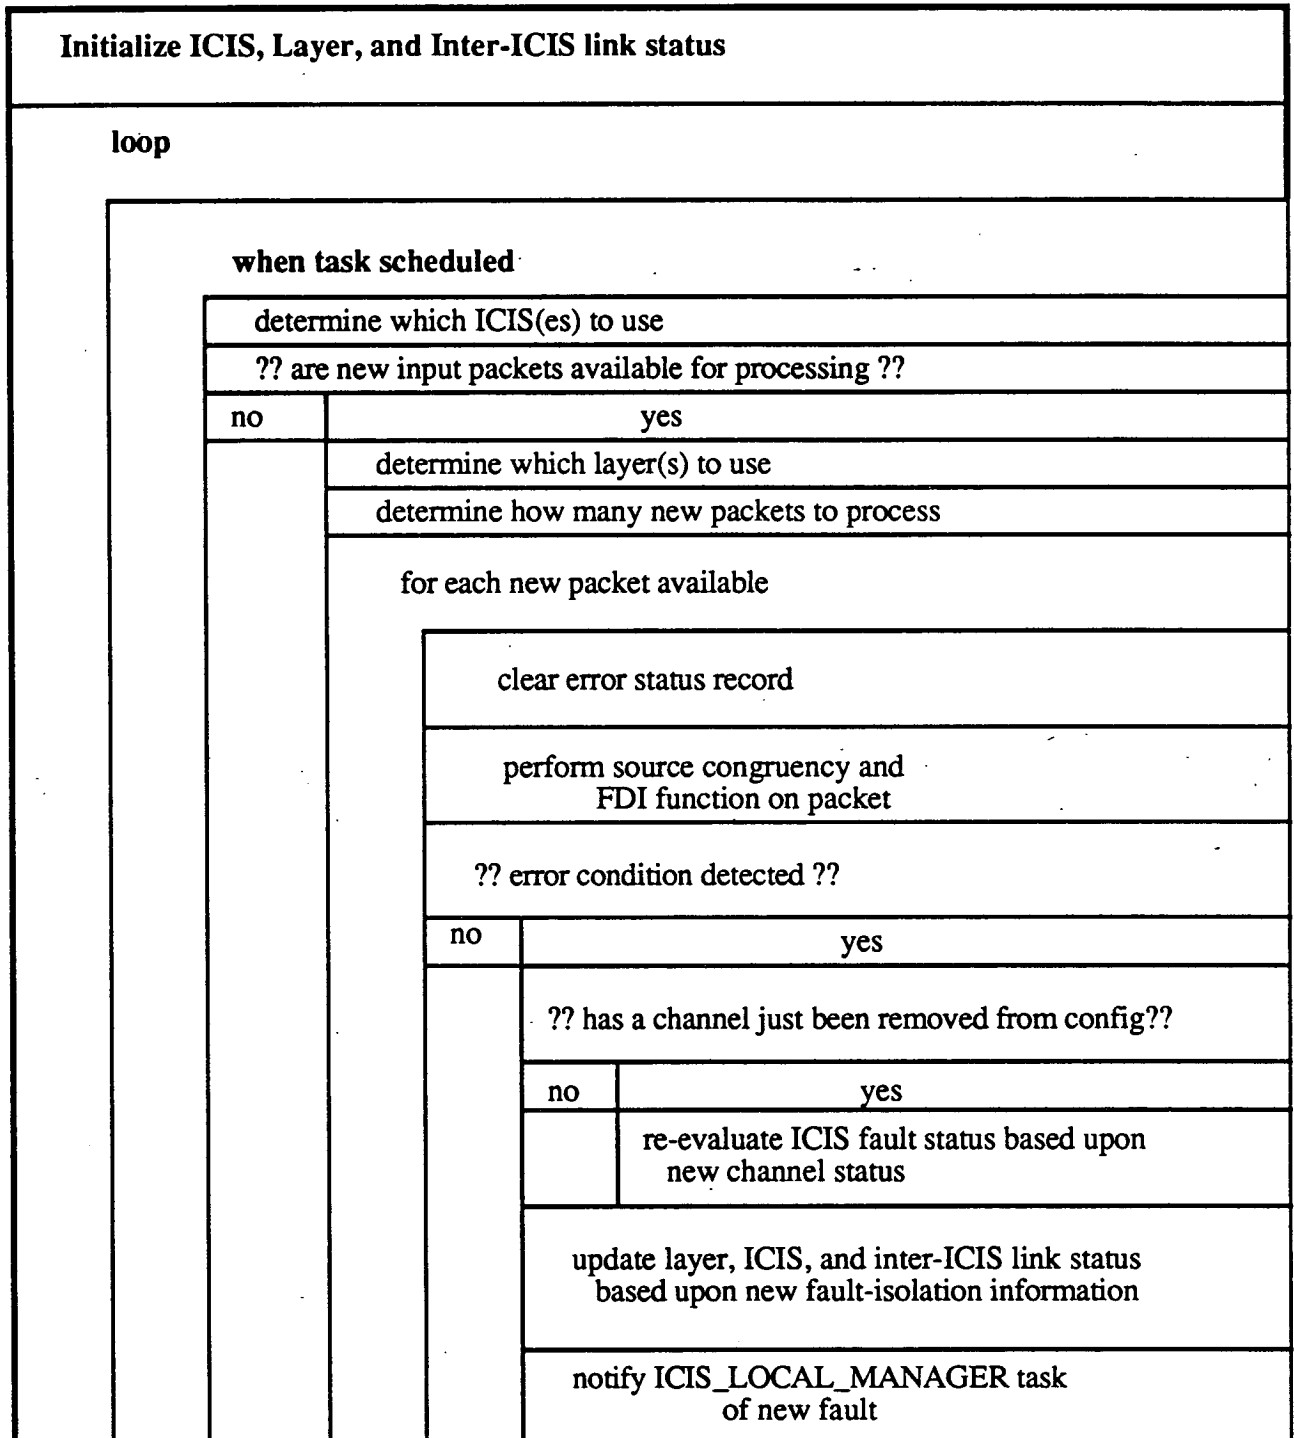 Initialize ICIS, Layer, and Inter-ICIS link status
loop
when task scheduled
determine which ICIS(es) to use
?? are new input packets available for processing ??
no yes
determine which layer(s) to use
determine how many new packets to process
for each new packet available
clear error status record
perform source congruency and
FDI function on packet
?? error condition detected ??
no yes
?? has a channel just been removed from config??
no yes
re-evaluate ICIS fault status based upon
new channel status
update layer, ICIS, and inter-ICIS link status
based upon new fault-isolation information
notify ICIS_LOCAL_MANAGER task
of new fault